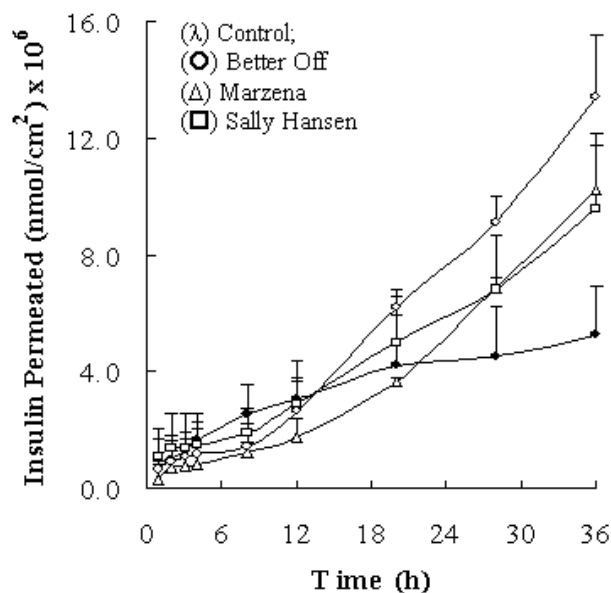 Insulin Permeated (nmol/cm²) x 10⁶
16.0
12.0
8.0
4.0
0.0
(λ) Control;
(○) Better Off
(△) Marzena
(□) Sally Hansen
0 6 12 18 24 30 36
Time (h)